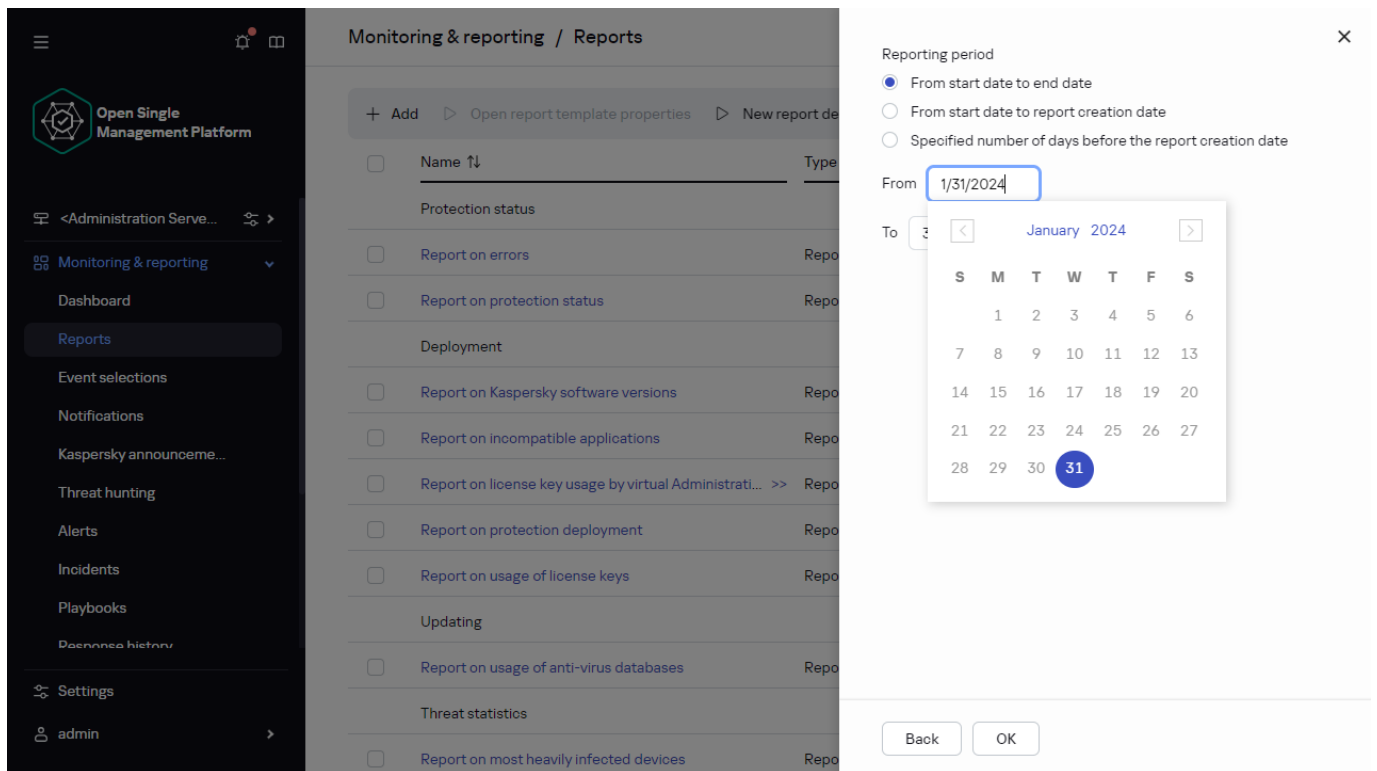 Open Single
Management Platform
<Administration Serve...
Monitoring & reporting
Dashboard
Reports
Event selections
Notifications
Kaspersky announceme...
Threat hunting
Alerts
Incidents
Playbooks
Response history
Settings
admin
Monitoring & reporting / Reports
Add Open report template properties New report de
Name Type
Protection status
Report on errors Repo
Report on protection status Repo
Deployment
Report on Kaspersky software versions Repo
Report on incompatible applications Repo
Report on license key usage by virtual Administrati... >> Repo
Report on protection deployment Repo
Report on usage of license keys Repo
Updating
Report on usage of anti-virus databases Repo
Threat statistics
Report on most heavily infected devices Repo
Reporting period
From start date to end date
From start date to report creation date
Specified number of days before the report creation date
From 1/31/2024
To 3
January 2024
S M T W T F S
1 2 3 4 5 6
7 8 9 10 11 12 13
14 15 16 17 18 19 20
21 22 23 24 25 26 27
28 29 30 31
Back OK